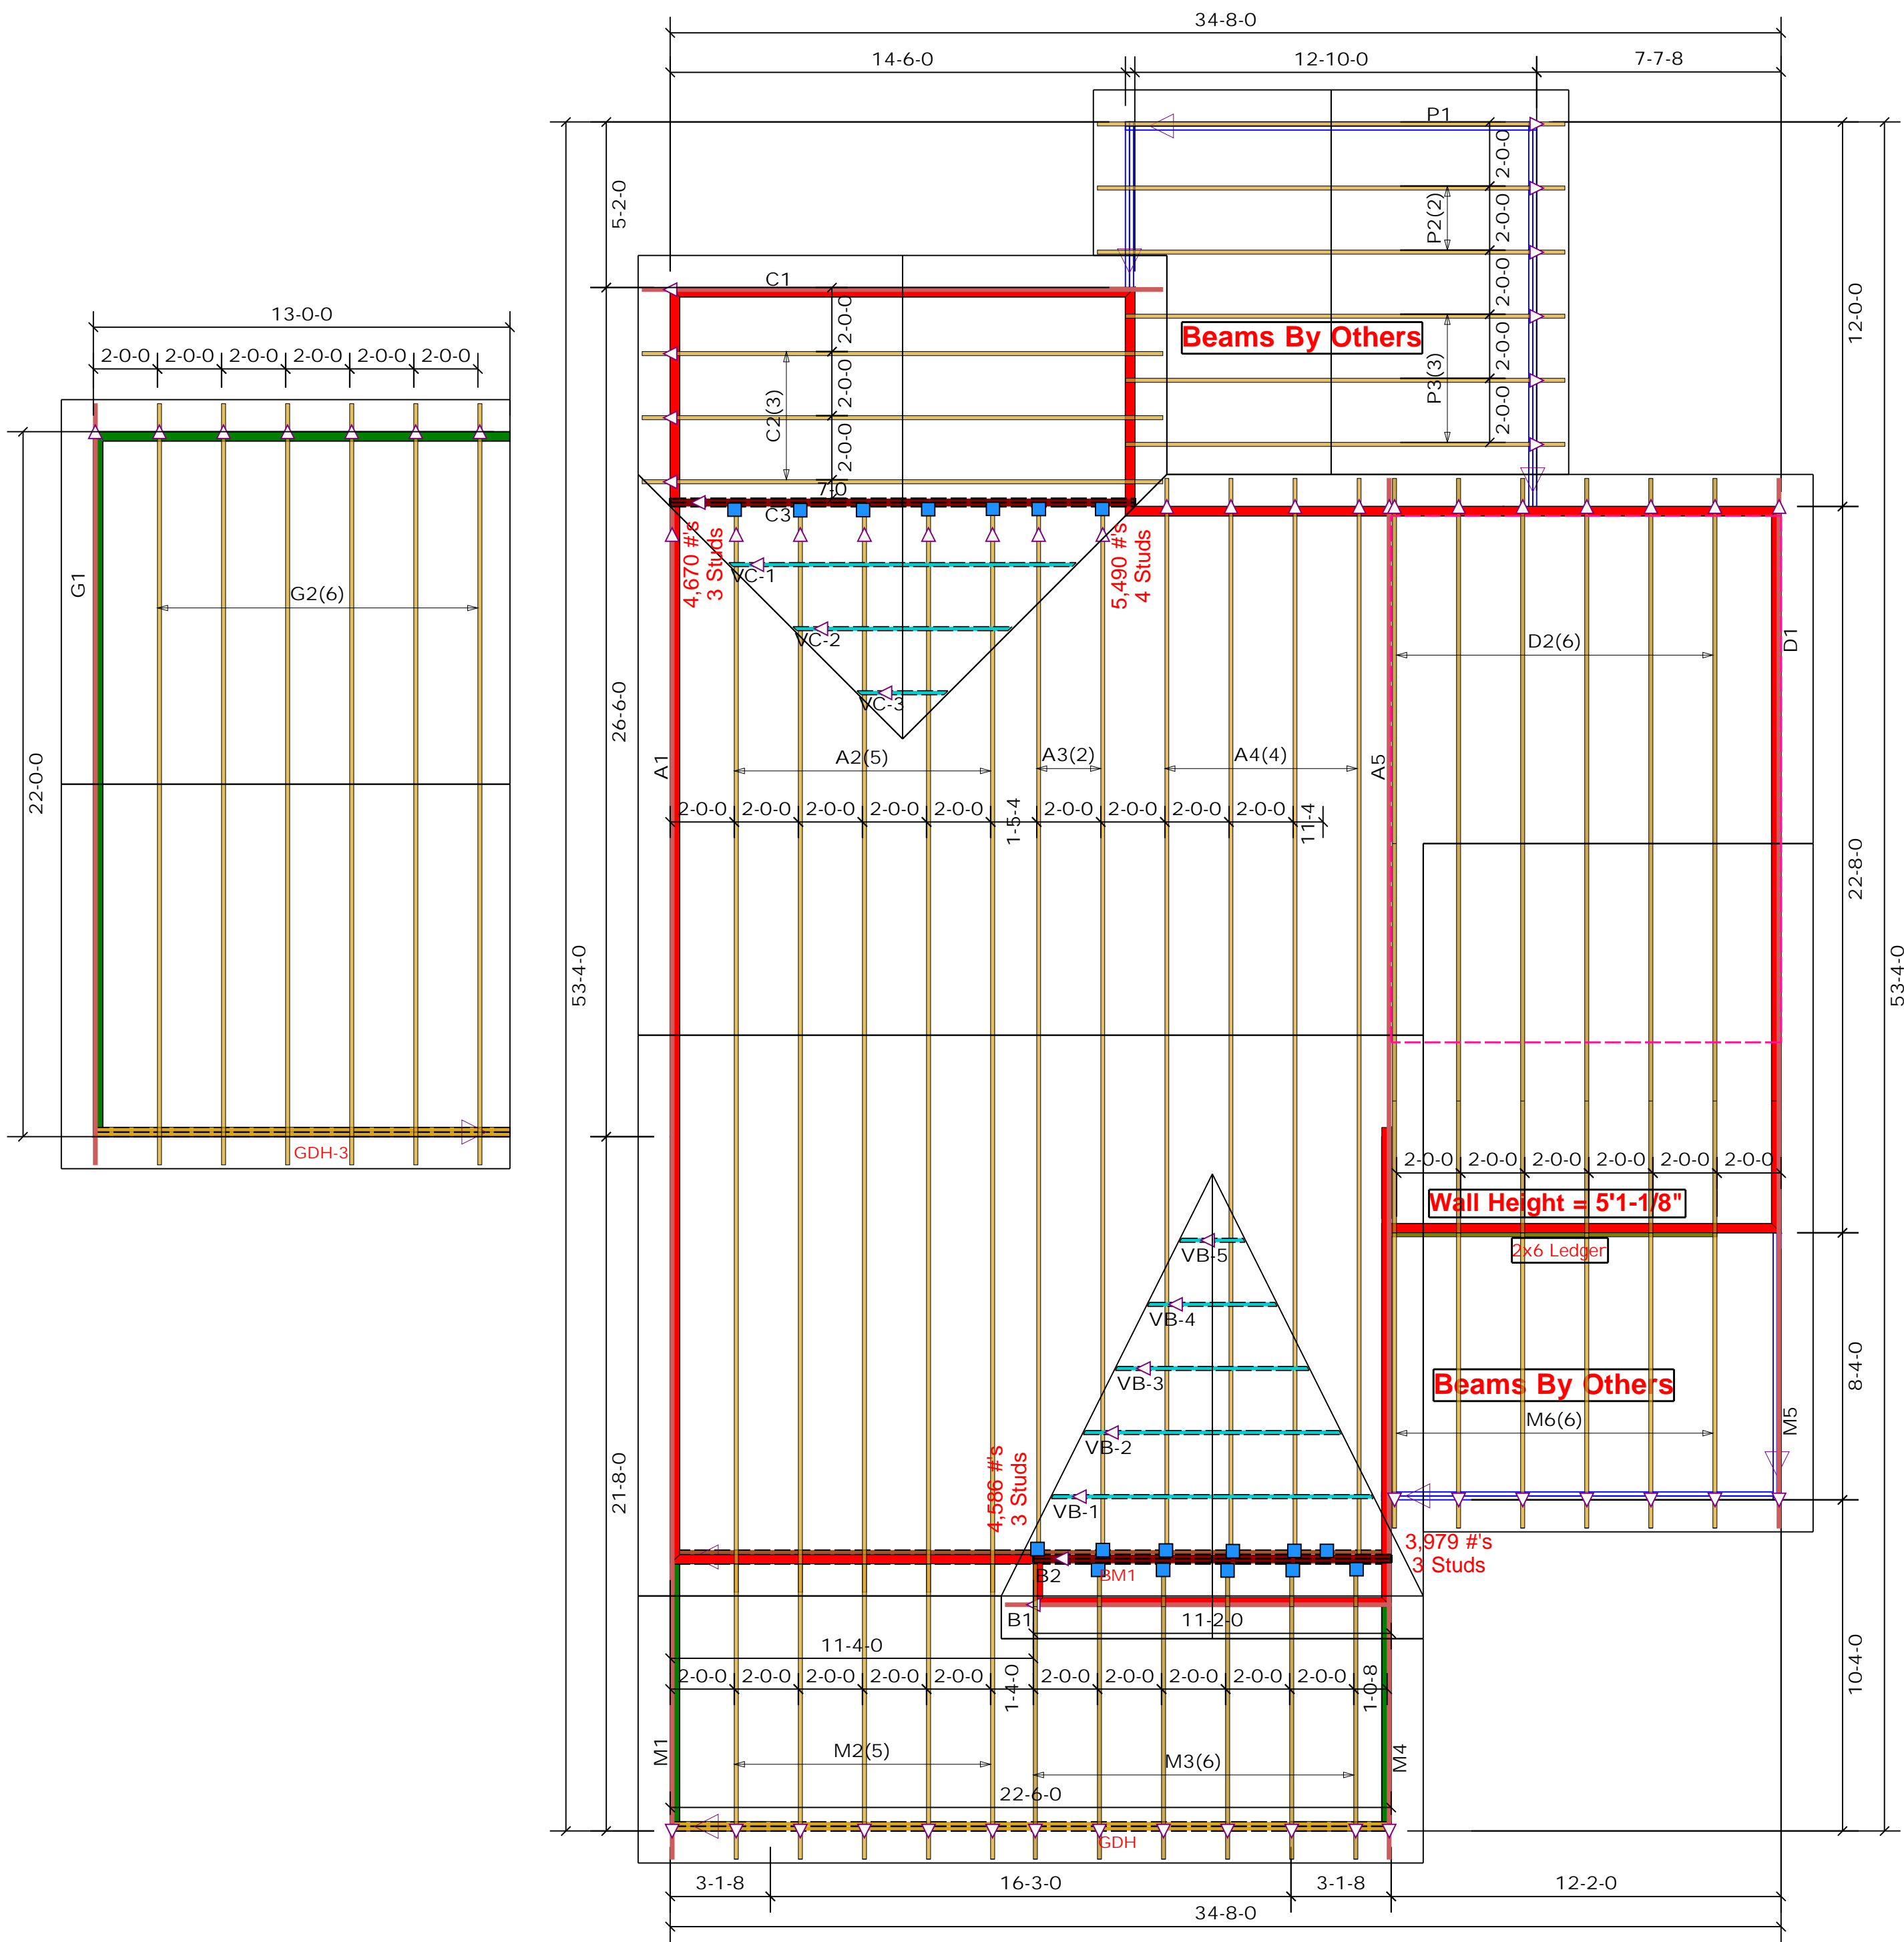 34-8-0
14-6-0
12-10-0
7-7-8
P1
2-0-0
P2(2)
2-0-0
2-0-0
2-0-0
P3(3)
2-0-0
Beams By Others
5-2-0
12-0-0
C1
2-0-0
C2(3)
2-0-0
2-0-0
7-0
C3
13-0-0
2-0-0
2-0-0
2-0-0
2-0-0
2-0-0
2-0-0
G1
G2(6)
22-0-0
GDH-3
4,670 #'s
3 Studs
5,490 #'s
4 Studs
VC-1
VC-2
VC-3
D2(6)
D1
26-6-0
53-4-0
A1
A2(5)
A3(2)
A4(4)
A5
2-0-0
2-0-0
2-0-0
2-0-0
2-0-0
1-5-4
2-0-0
2-0-0
2-0-0
2-0-0
11-4
22-8-0
53-4-0
2-0-0
2-0-0
2-0-0
2-0-0
2-0-0
2-0-0
Wall Height = 5'1-1/8"
2x6 Ledger
VB-5
VB-4
VB-3
VB-2
VB-1
Beams By Others
M6(6)
M5
8-4-0
21-8-0
4,586 #'s
3 Studs
3,979 #'s
3 Studs
B2
BM1
B1
11-2-0
11-4-0
2-0-0
2-0-0
2-0-0
2-0-0
2-0-0
1-4-0
2-0-0
2-0-0
2-0-0
2-0-0
2-0-0
1-0-8
10-4-0
M1
M2(5)
M3(6)
M4
22-6-0
GDH
3-1-8
16-3-0
3-1-8
12-2-0
34-8-0